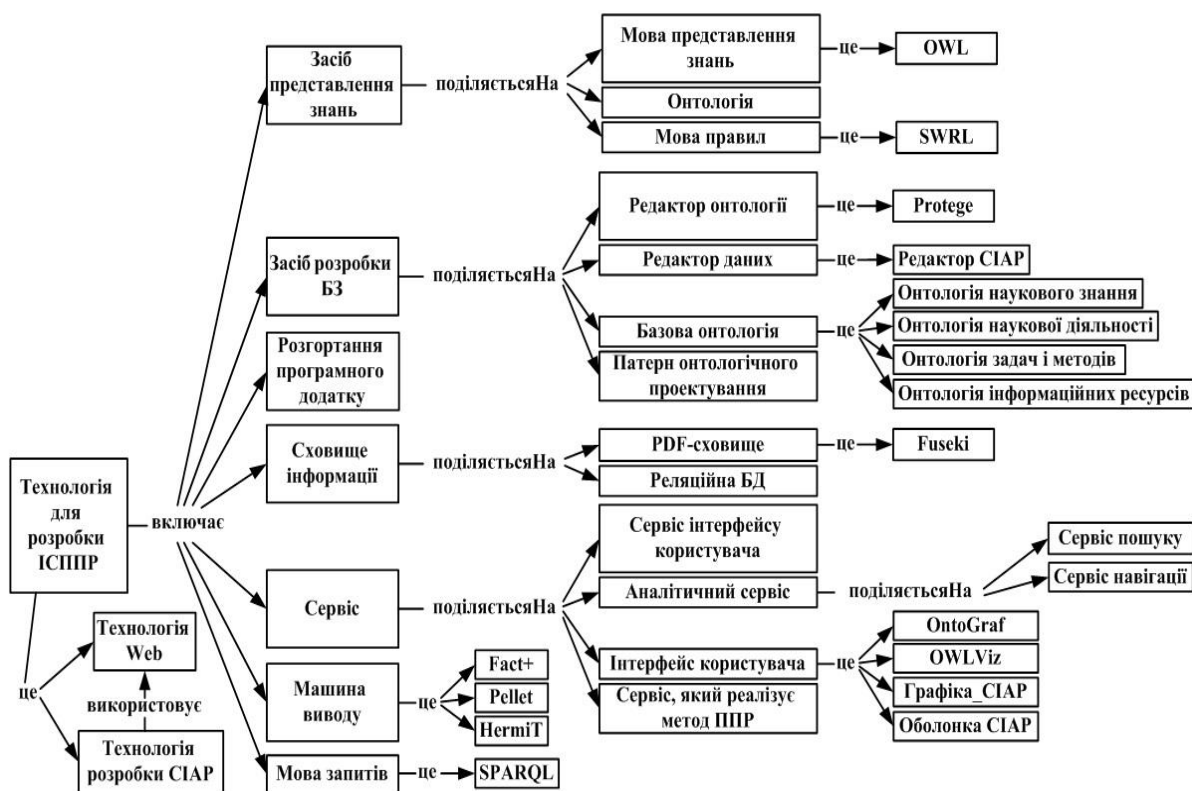 Засіб
представлення
знань
поділяєтьсяНа
Мова представлення
знань
це
OWL
Онтологія
Мова правил
це
SWRL
Засіб розробки
БЗ
поділяєтьсяНа
Редактор онтології
це
Protege
Редактор даних
це
Редактор СІАР
Базова онтологія
це
Онтологія наукового знання
Онтологія наукової діяльності
Онтологія задач і методів
Онтологія інформаційних ресурсів
Патерн онтологічного
проектування
Розгортання
програмного
додатку
Сховище
інформації
поділяєтьсяНа
PDF-сховище
це
Fuseki
Реляційна БД
Технологія
для
розробки
ІСППР
включає
Сервіс
поділяєтьсяНа
Сервіс інтерфейсу
користувача
Аналітичний сервіс
поділяєтьсяНа
Сервіс пошуку
Сервіс навігації
Інтерфейс користувача
це
OntoGraf
OWLViz
Графіка_СІАР
Оболонка СІАР
Сервіс, який реалізує
метод ППР
Машина
виводу
це
Fact+
Pellet
HermiT
Мова запитів
це
SPARQL
це
Технологія
Web
використовує
Технологія
розробки СІАР